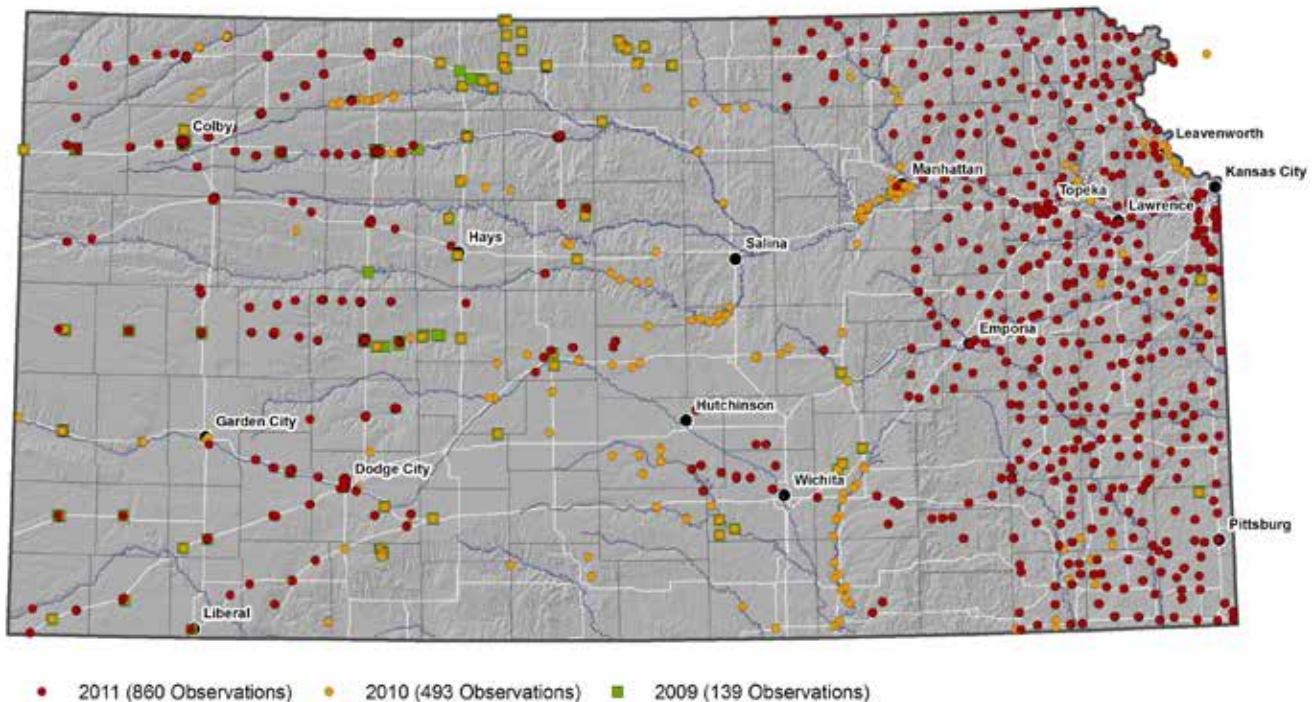 Colby
Leavenworth
Manhattan
Kansas City
Topeka
Lawrence
Hays
Salina
Emporia
Garden City
Hutchinson
Dodge City
Wichita
Pittsburg
Liberal
2011 (860 Observations) 2010 (493 Observations) 2009 (139 Observations)